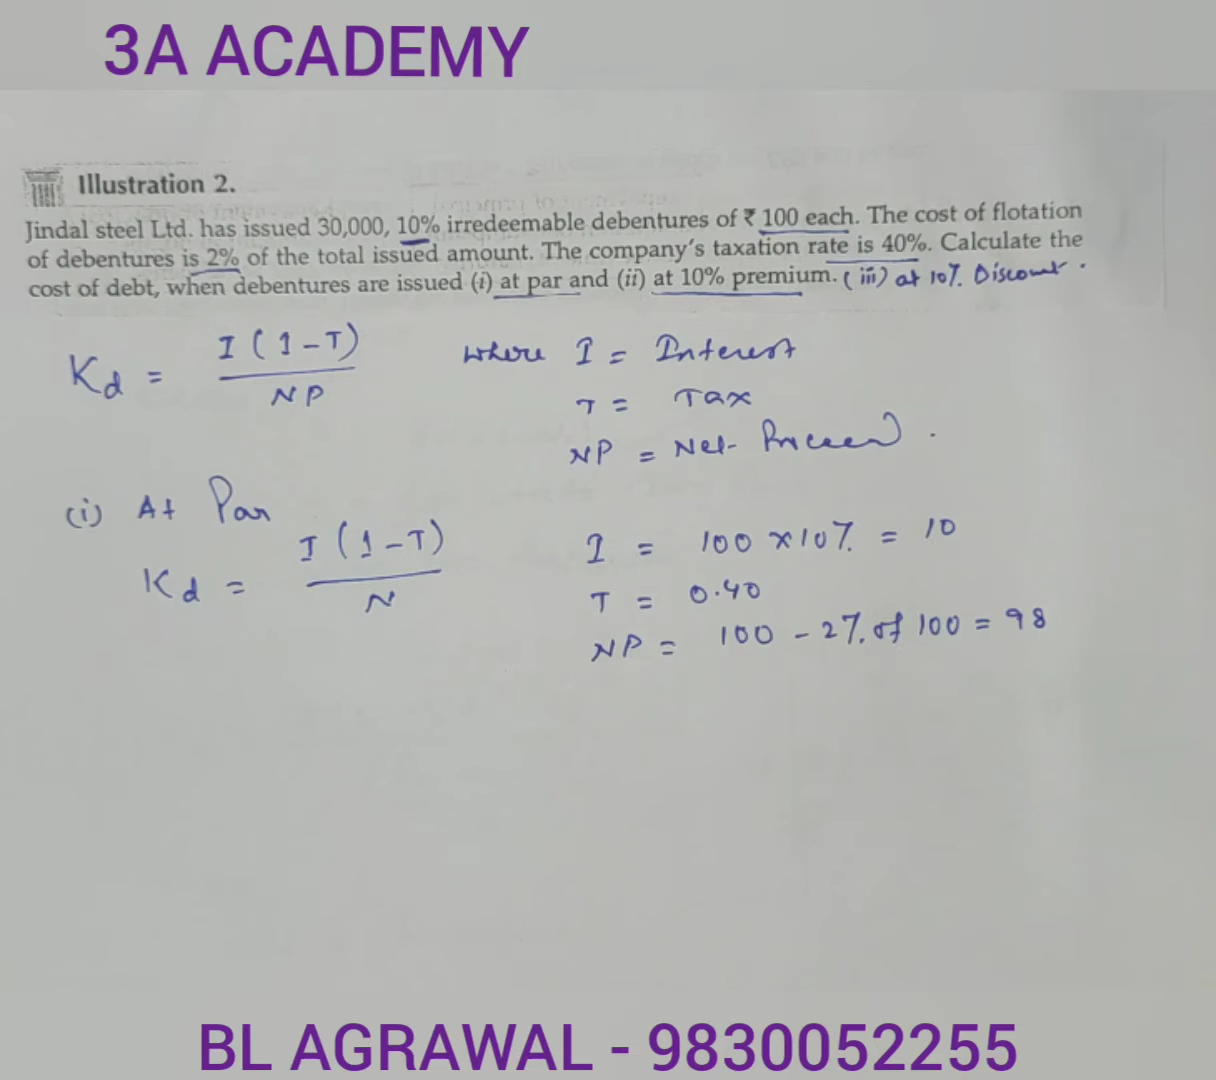 3A ACADEMY
Illustration 2.
Jindal steel Ltd. has issued 30,000, 10% irredeemable debentures of ₹ 100 each. The cost of flotation
of debentures is 2% of the total issued amount. The company's taxation rate is 40%. Calculate the
cost of debt, when debentures are issued (i) at par and (ii) at 10% premium. (iii) at 10% Discount.
Kd = I(1-T) / NP where I = Interest
T = Tax
NP = Net Proceed.
(i) At Par
Kd = I(1-T) / N I = 100 × 10% = 10
T = 0.40
NP = 100 - 2% of 100 = 98
BL AGRAWAL - 9830052255